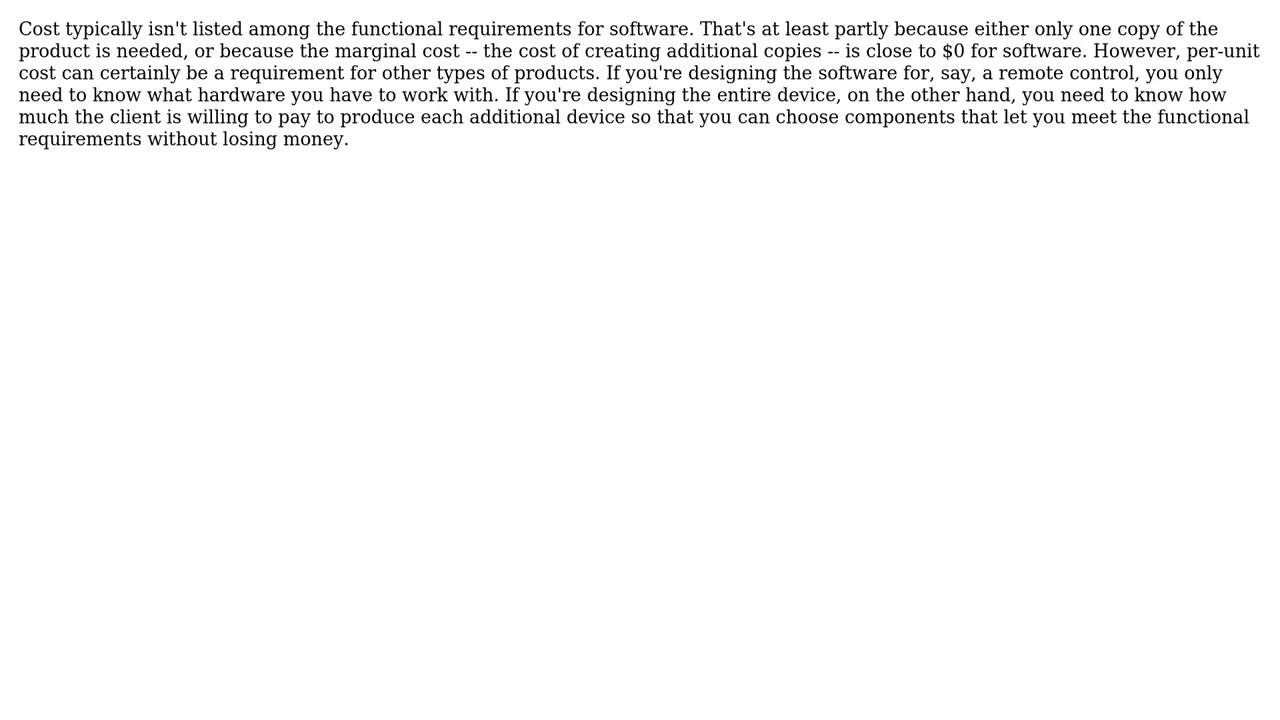 Cost typically isn't listed among the functional requirements for software. That's at least partly because either only one copy of the
product is needed, or because the marginal cost -- the cost of creating additional copies -- is close to $0 for software. However, per-unit
cost can certainly be a requirement for other types of products. If you're designing the software for, say, a remote control, you only
need to know what hardware you have to work with. If you're designing the entire device, on the other hand, you need to know how
much the client is willing to pay to produce each additional device so that you can choose components that let you meet the functional
requirements without losing money.